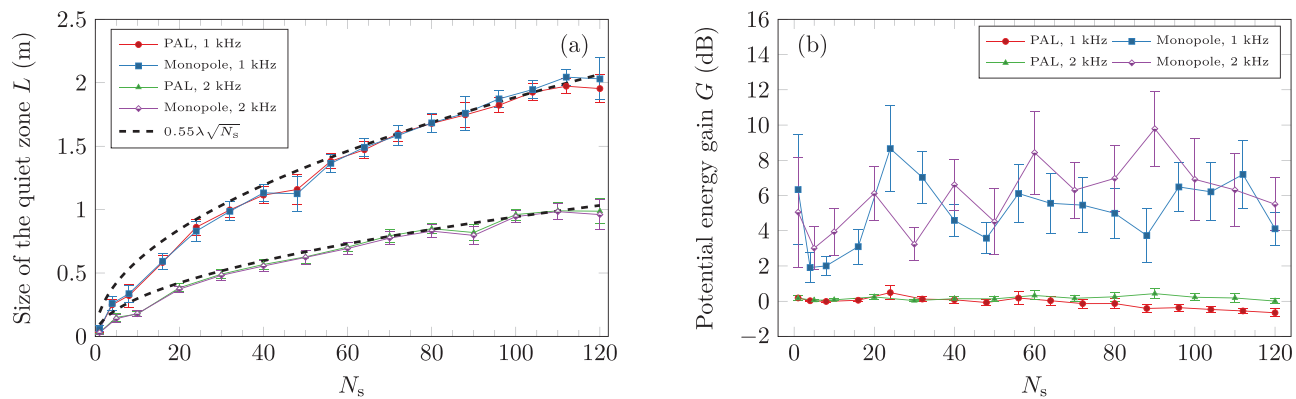 Size of the quiet zone L (m)
2.5
2
1.5
1
0.5
0
PAL, 1 kHz
Monopole, 1 kHz
PAL, 2 kHz
Monopole, 2 kHz
0.55λ√Ns
(a)
0 20 40 60 80 100 120
Ns
Potential energy gain G (dB)
16
14
12
10
8
6
4
2
0
−2
(b)
PAL, 1 kHz Monopole, 1 kHz
PAL, 2 kHz Monopole, 2 kHz
0 20 40 60 80 100 120
Ns